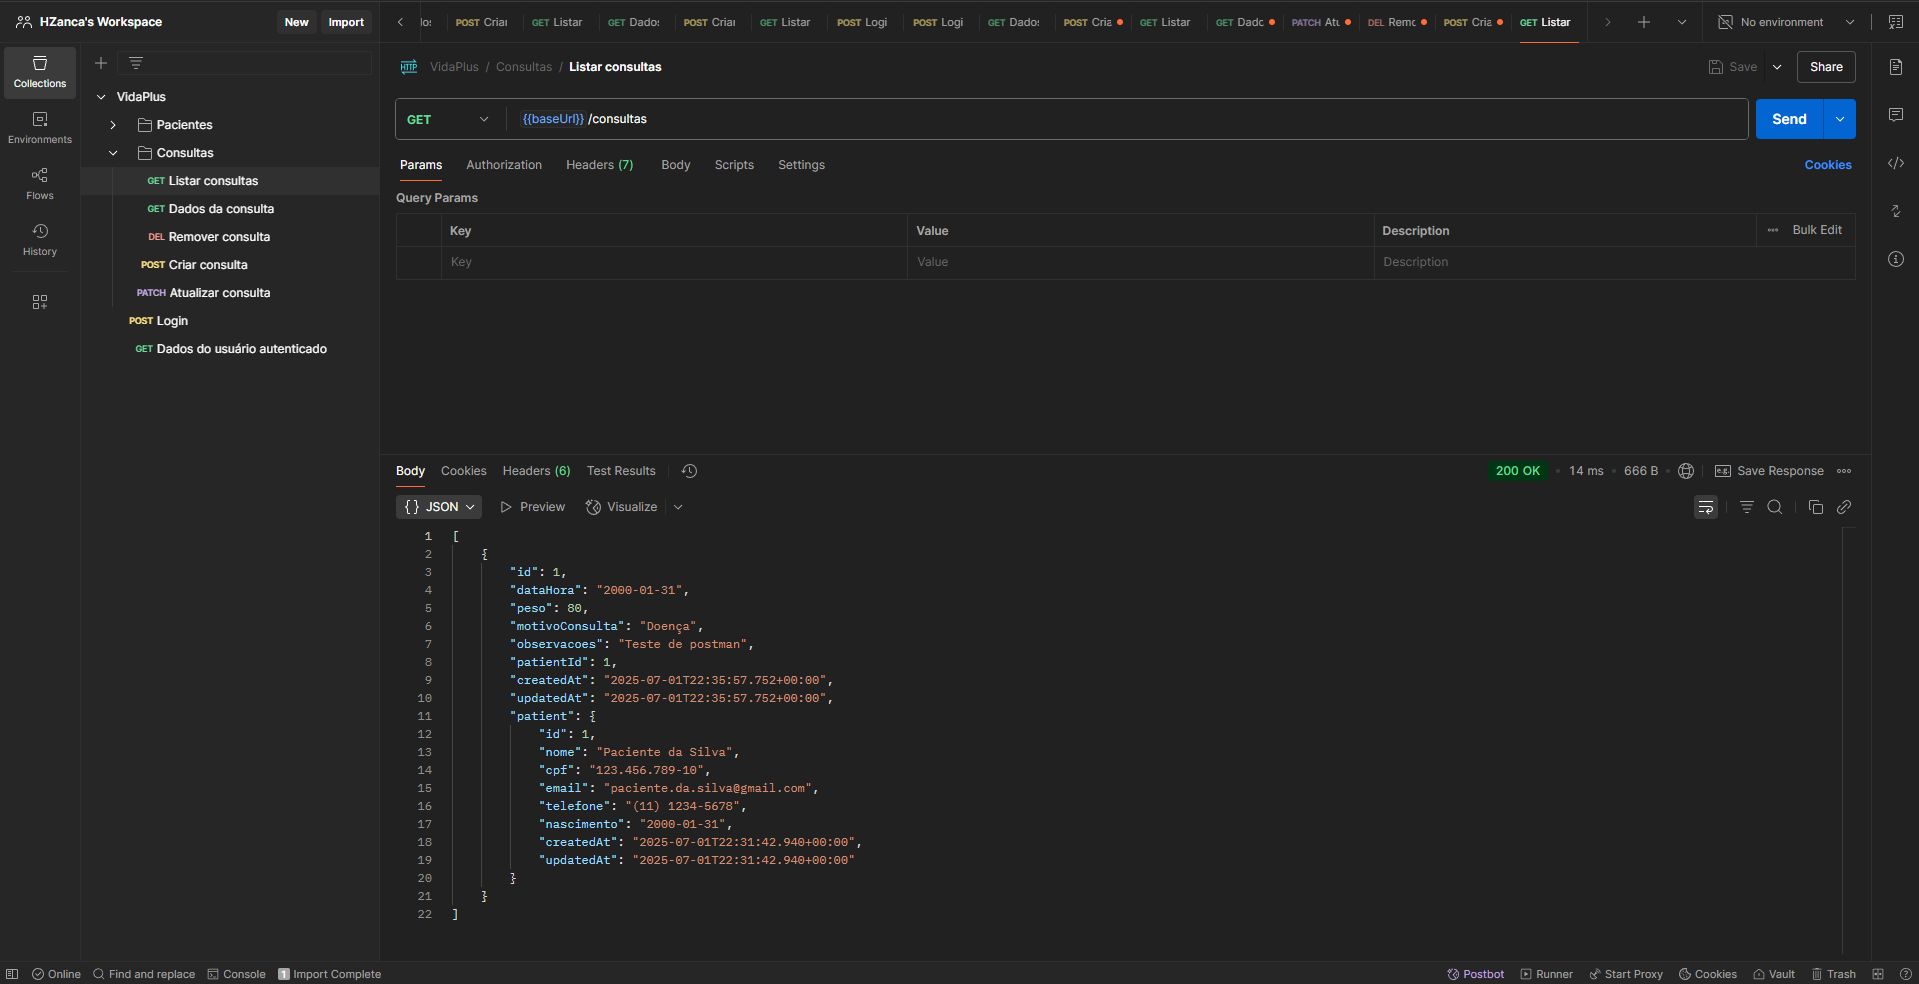 HZanca's Workspace
New
Import
POST Criar
GET Listar
GET Dados
POST Criar
GET Listar
POST Logi
POST Logi
GET Dados
POST Cria
GET Listar
GET Dadc
PATCH Atu
DEL Remo
POST Cria
GET Listar
No environment
Collections
Environments
Flows
History
VidaPlus
Pacientes
Consultas
GET Listar consultas
GET Dados da consulta
DEL Remover consulta
POST Criar consulta
PATCH Atualizar consulta
POST Login
GET Dados do usuário autenticado
HTTP VidaPlus / Consultas / Listar consultas
Save
Share
GET
{{baseUrl}} /consultas
Send
Params
Authorization
Headers (7)
Body
Scripts
Settings
Cookies
Query Params
Key
Value
Description
Bulk Edit
Key
Value
Description
Body
Cookies
Headers (6)
Test Results
200 OK
14 ms
666 B
e.g. Save Response
{} JSON
Preview
Visualize
1 [
2 {
3 "id": 1,
4 "dataHora": "2000-01-31",
5 "peso": 80,
6 "motivoConsulta": "Doença",
7 "observacoes": "Teste de postman",
8 "patientId": 1,
9 "createdAt": "2025-07-01T22:35:57.752+00:00",
10 "updatedAt": "2025-07-01T22:35:57.752+00:00",
11 "patient": {
12 "id": 1,
13 "nome": "Paciente da Silva",
14 "cpf": "123.456.789-10",
15 "email": "paciente.da.silva@gmail.com",
16 "telefone": "(11) 1234-5678",
17 "nascimento": "2000-01-31",
18 "createdAt": "2025-07-01T22:31:42.940+00:00",
19 "updatedAt": "2025-07-01T22:31:42.940+00:00"
20 }
21 }
22 ]
Online
Find and replace
Console
1 Import Complete
Postbot
Runner
Start Proxy
Cookies
Vault
Trash